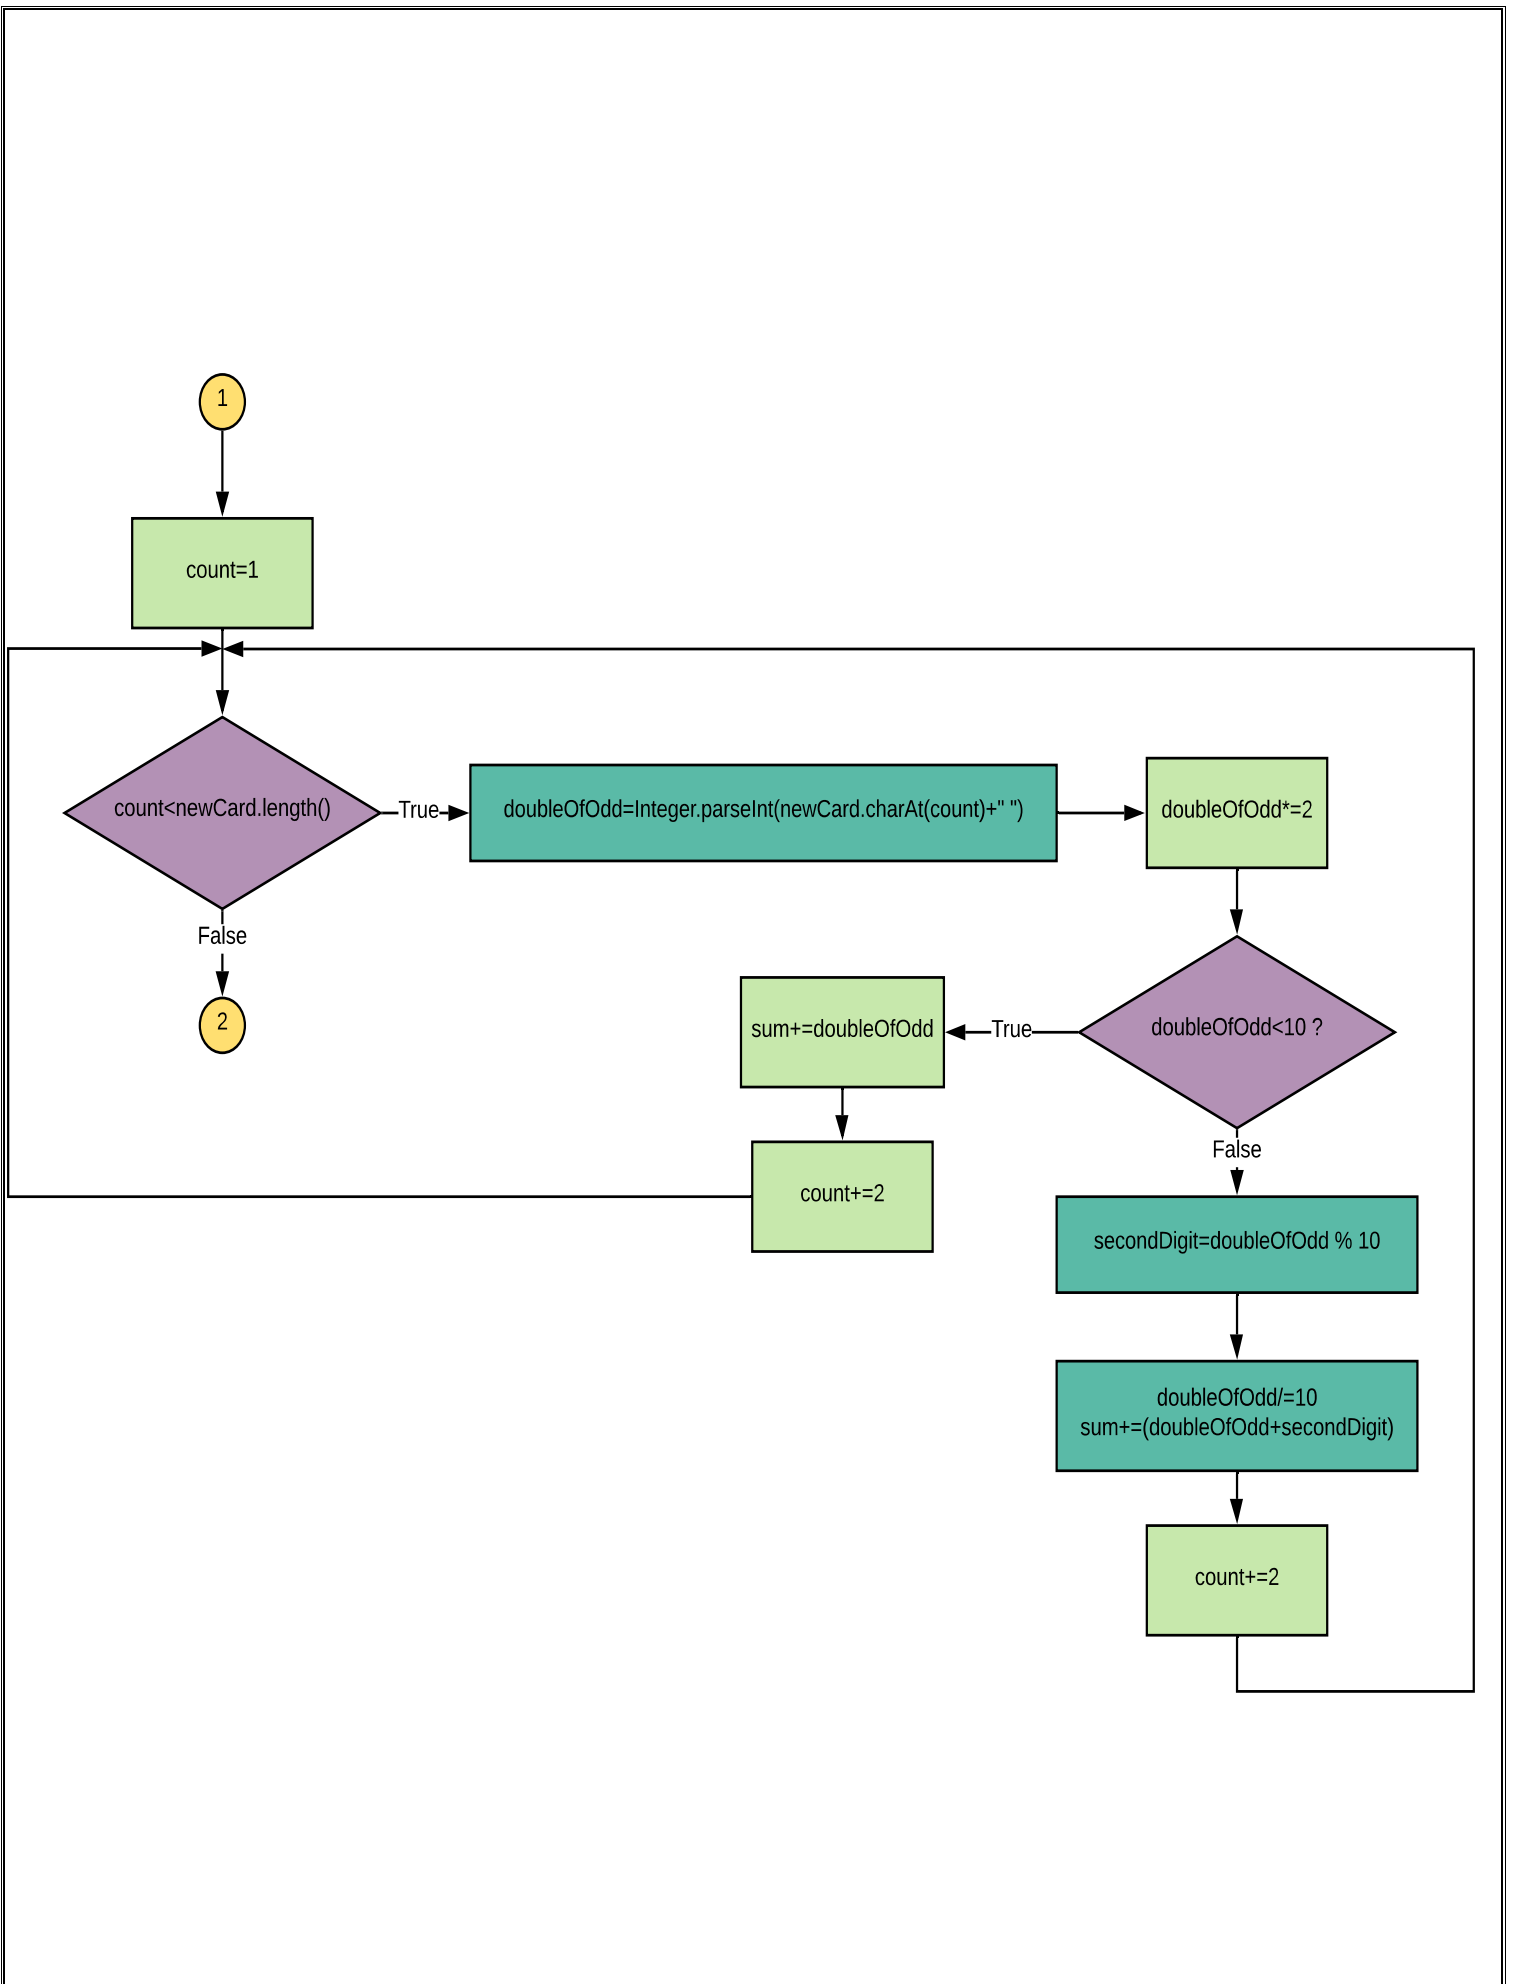 1
count=1
count<newCard.length()
True
doubleOfOdd=Integer.parseInt(newCard.charAt(count)+" ")
doubleOfOdd*=2
False
2
sum+=doubleOfOdd
True
doubleOfOdd<10 ?
False
count+=2
secondDigit=doubleOfOdd % 10
doubleOfOdd/=10
sum+=(doubleOfOdd+secondDigit)
count+=2